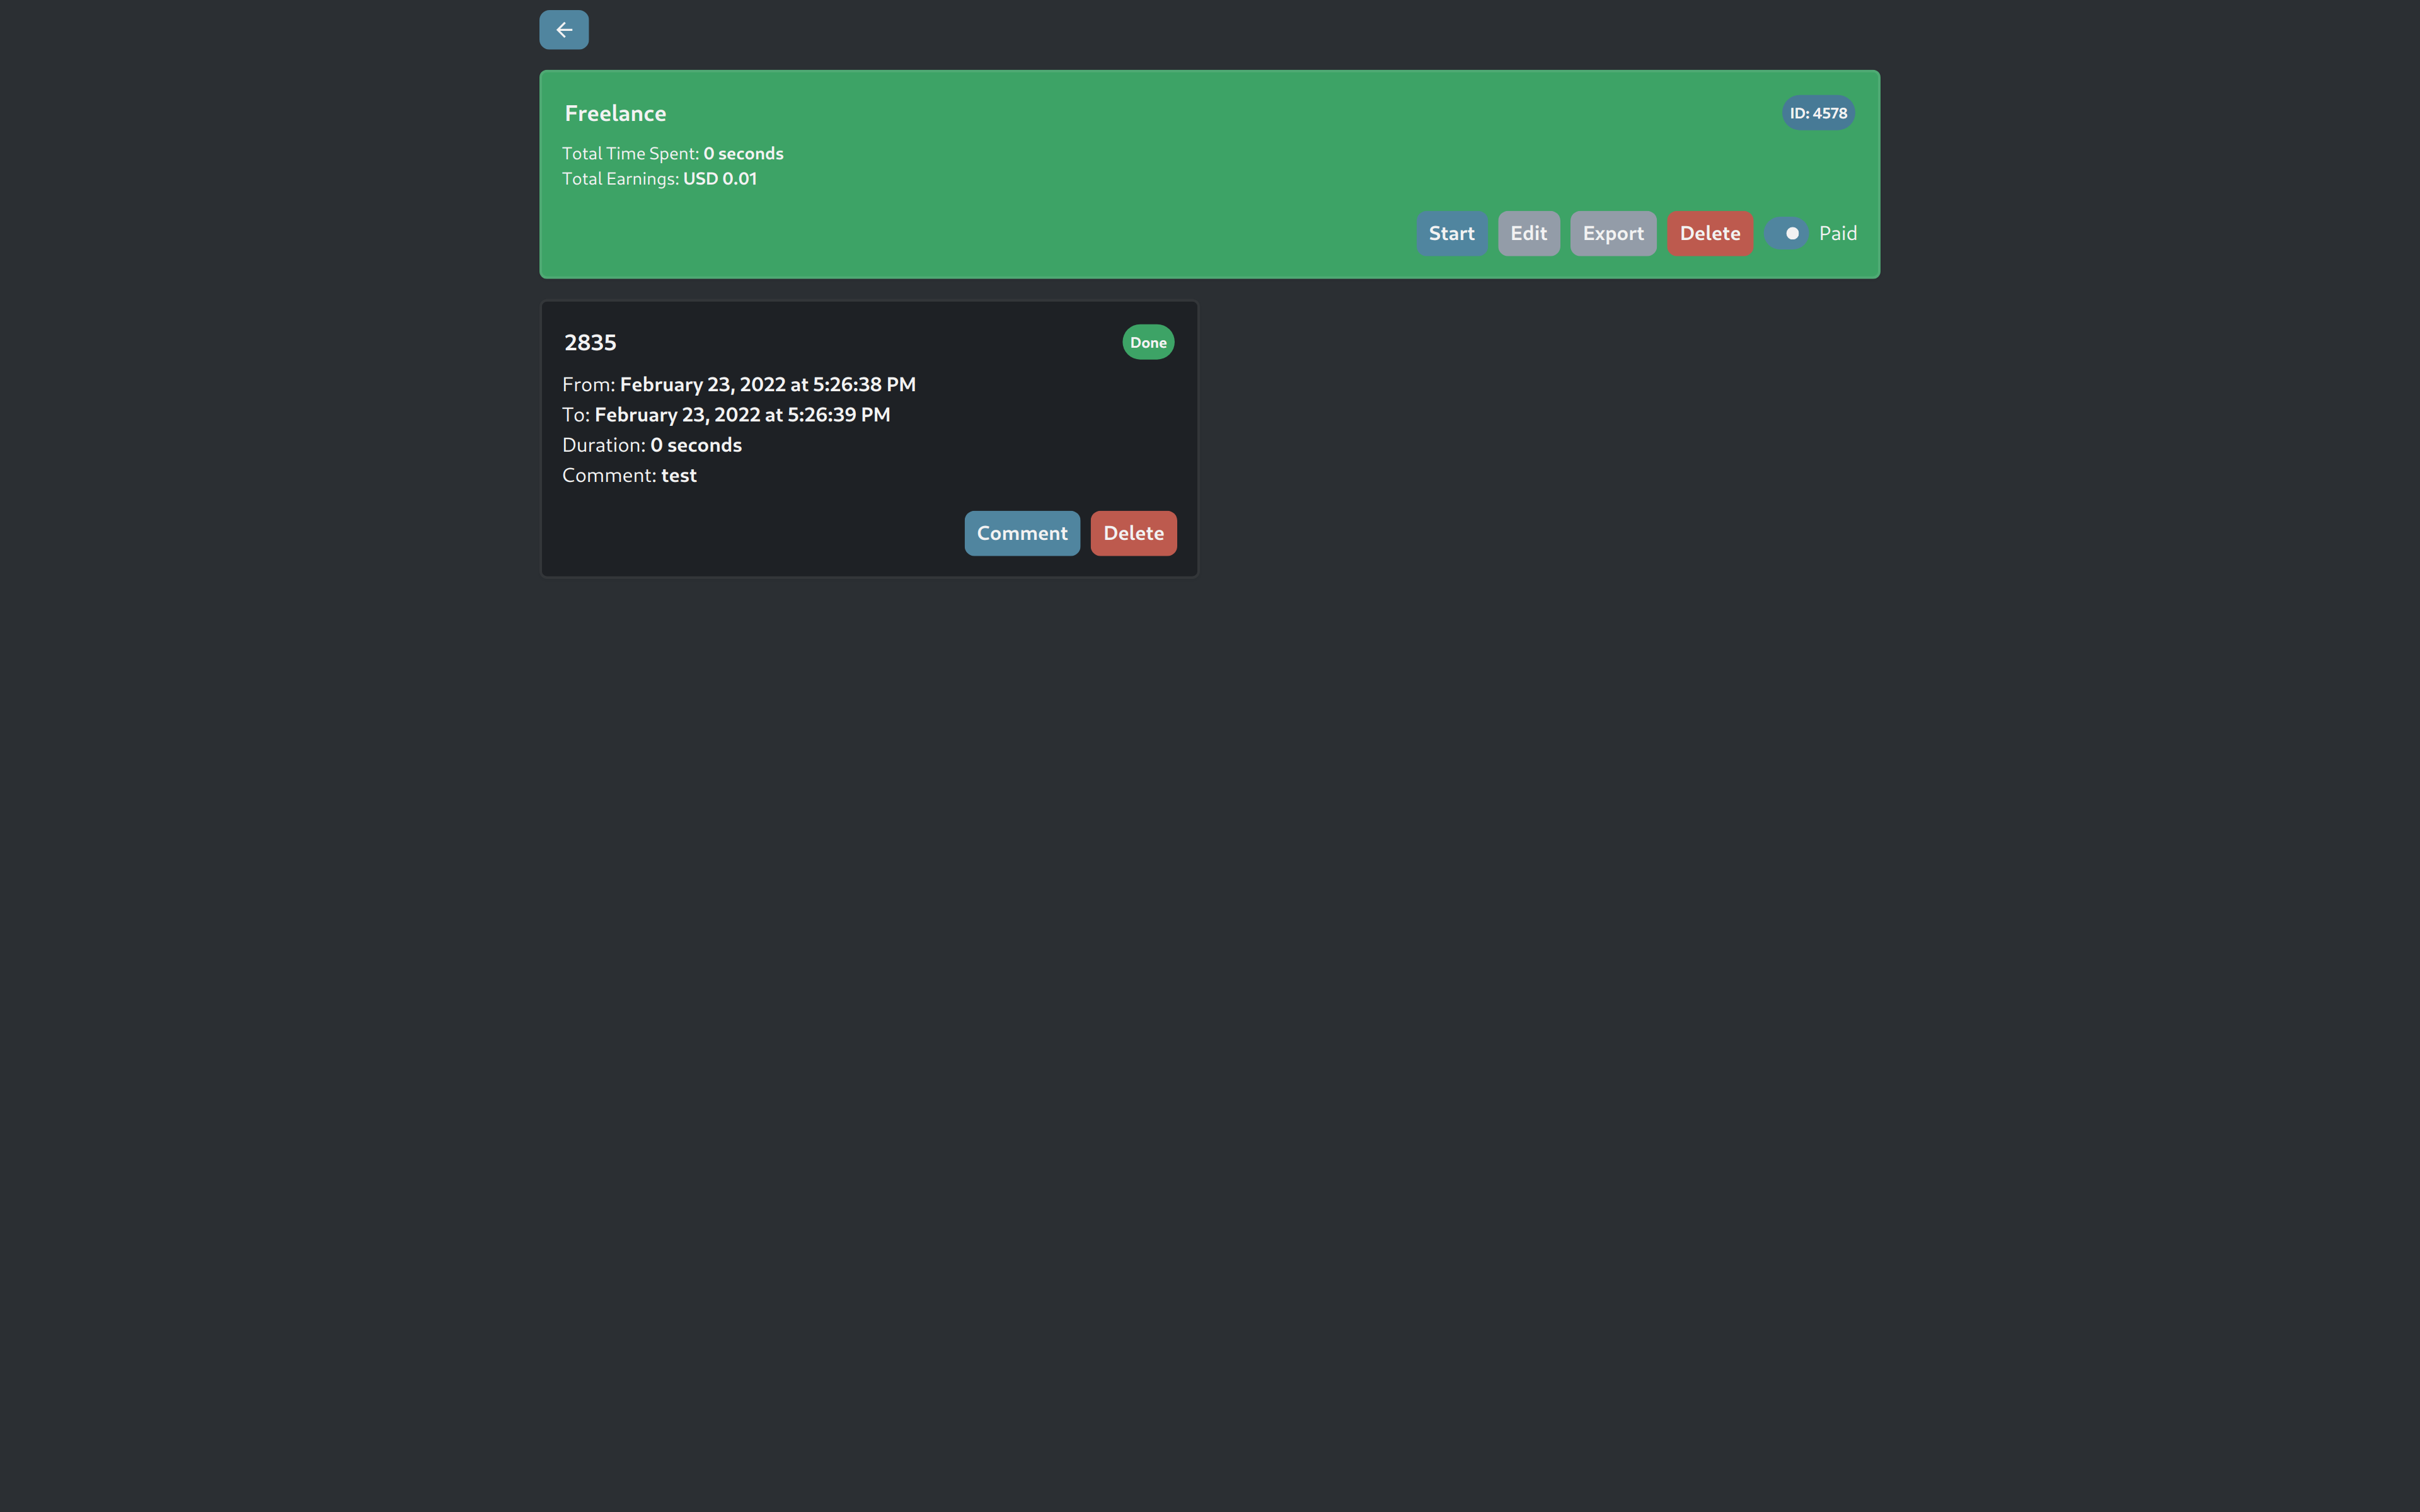 Freelance
ID: 4578
Total Time Spent: 0 seconds
Total Earnings: USD 0.01
Start Edit Export Delete Paid
2835
Done
From: February 23, 2022 at 5:26:38 PM
To: February 23, 2022 at 5:26:39 PM
Duration: 0 seconds
Comment: test
Comment Delete